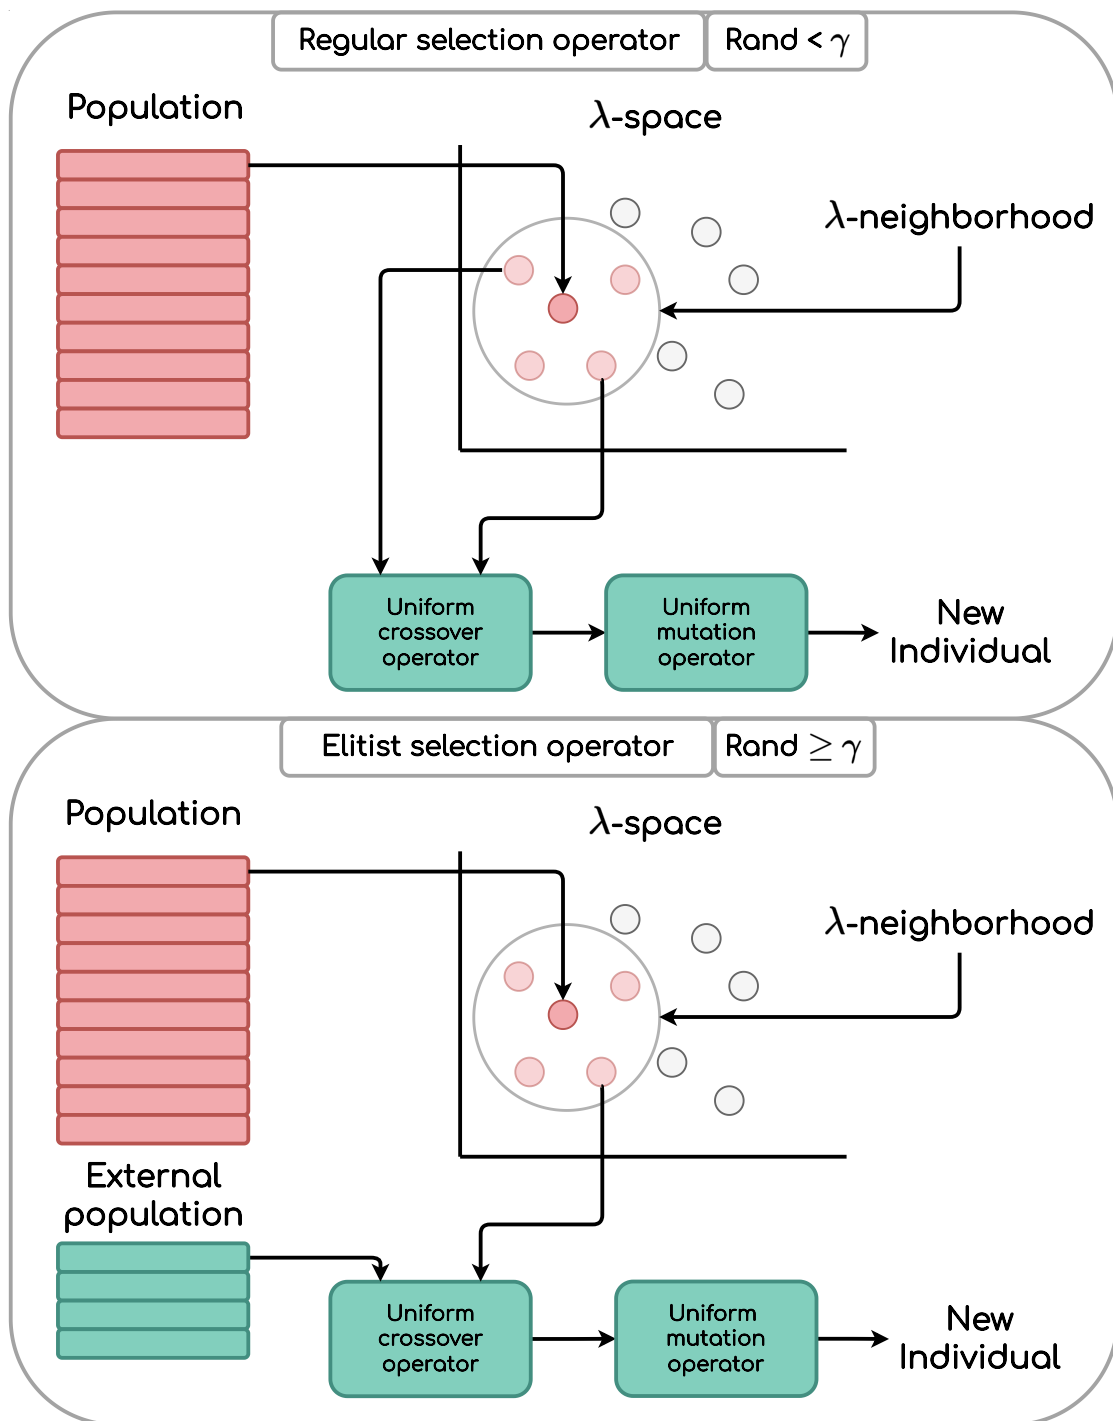 Regular selection operator
Rand < γ
Population
λ-space
λ-neighborhood
Uniform
crossover
operator
Uniform
mutation
operator
New
Individual
Elitist selection operator
Rand ≥ γ
Population
λ-space
λ-neighborhood
External
population
Uniform
crossover
operator
Uniform
mutation
operator
New
Individual